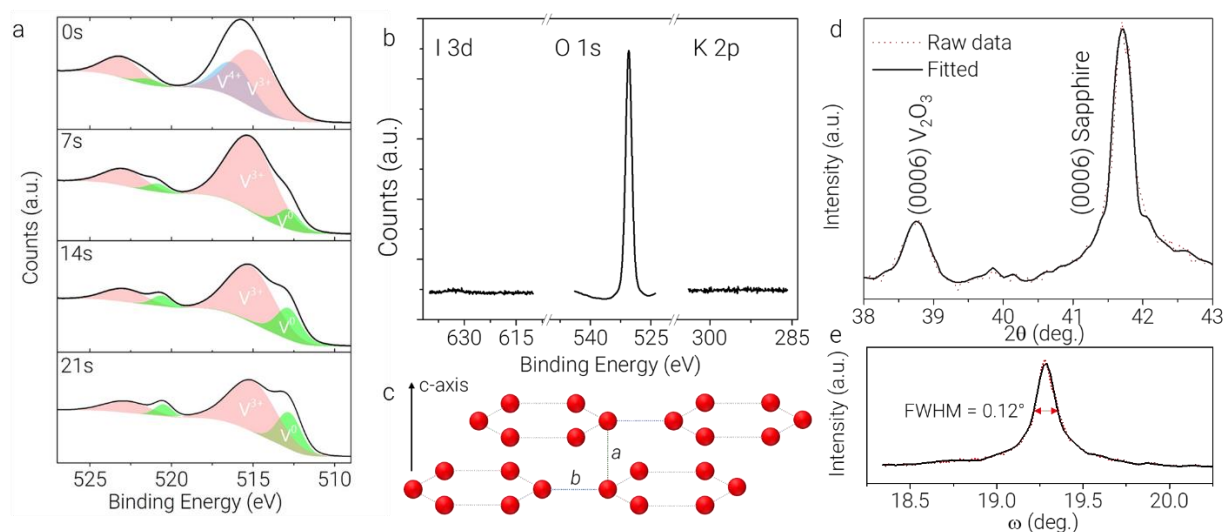 a
0s
V⁴⁺
V³⁺
7s
V³⁺
V⁰
14s
V³⁺
V⁰
21s
V³⁺
V⁰
Counts (a.u.)
525 520 515 510
Binding Energy (eV)
b
I 3d
O 1s
K 2p
Counts (a.u.)
630 615 540 525 300 285
Binding Energy (eV)
c
c-axis
a
b
d
Raw data
Fitted
(0006) V₂O₃
(0006) Sapphire
Intensity (a.u.)
38 39 40 41 42 43
2θ (deg.)
e
FWHM = 0.12°
Intensity (a.u.)
18.5 19.0 19.5 20.0
ω (deg.)